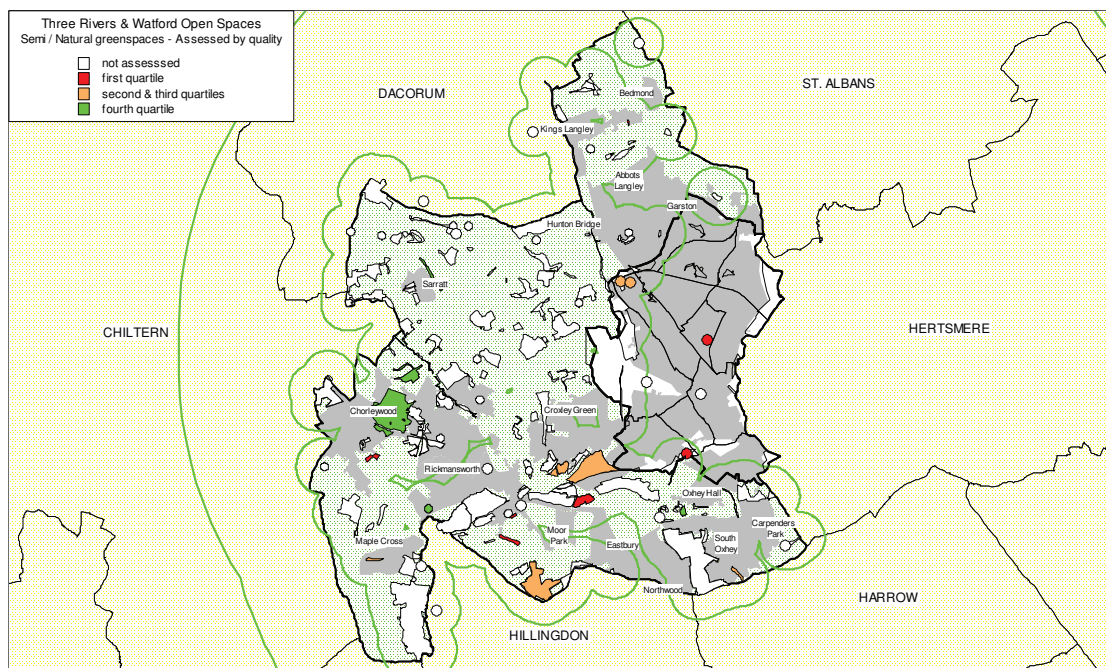 Three Rivers & Watford Open Spaces
Semi / Natural greenspaces - Assessed by quality
not assesssed
first quartile
second & third quartiles
fourth quartile
DACORUM
ST. ALBANS
Bedmond
Kings Langley
Abbots
Langley
Garston
Hunton Bridge
Sarratt
CHILTERN
HERTSMERE
Chorleywood
Croxley Green
Rickmansworth
Oxhey Hall
Moor
Park
Carpenders
Park
Maple Cross
Eastbury
South
Oxhey
Northwood
HARROW
HILLINGDON